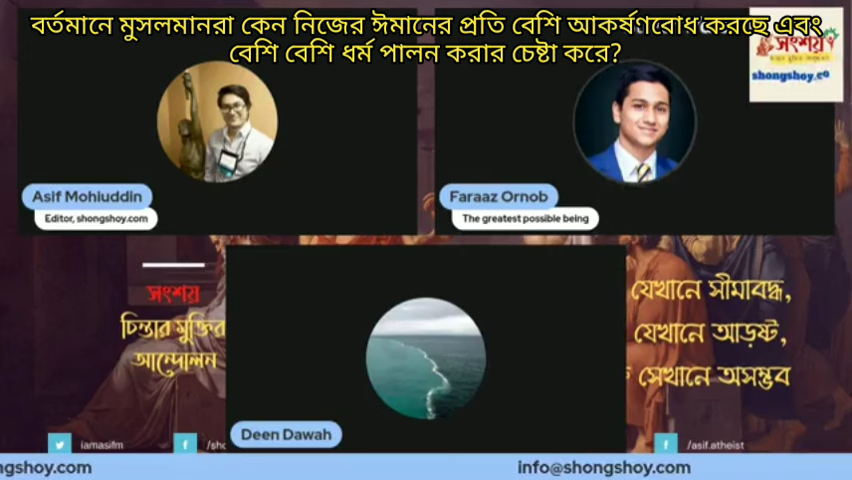 বর্তমানে মুসলমানরা কেন নিজের ঈমানের প্রতি বেশি আকর্ষণবোধ করছে এবং
বেশি বেশি ধর্ম পালন করার চেষ্টা করে?
সংশয়
shongshoy.co
Asif Mohiuddin
Editor, shongshoy.com
Faraaz Ornob
The greatest possible being
সংশয়
চিন্তার মুক্তির
আন্দোলন
যেখানে সীমাবদ্ধ,
যেখানে আড়ষ্ট,
সেখানে অসম্ভব
Deen Dawah
iamasifm
/sho
/asif.atheist
ngshoy.com
info@shongshoy.com